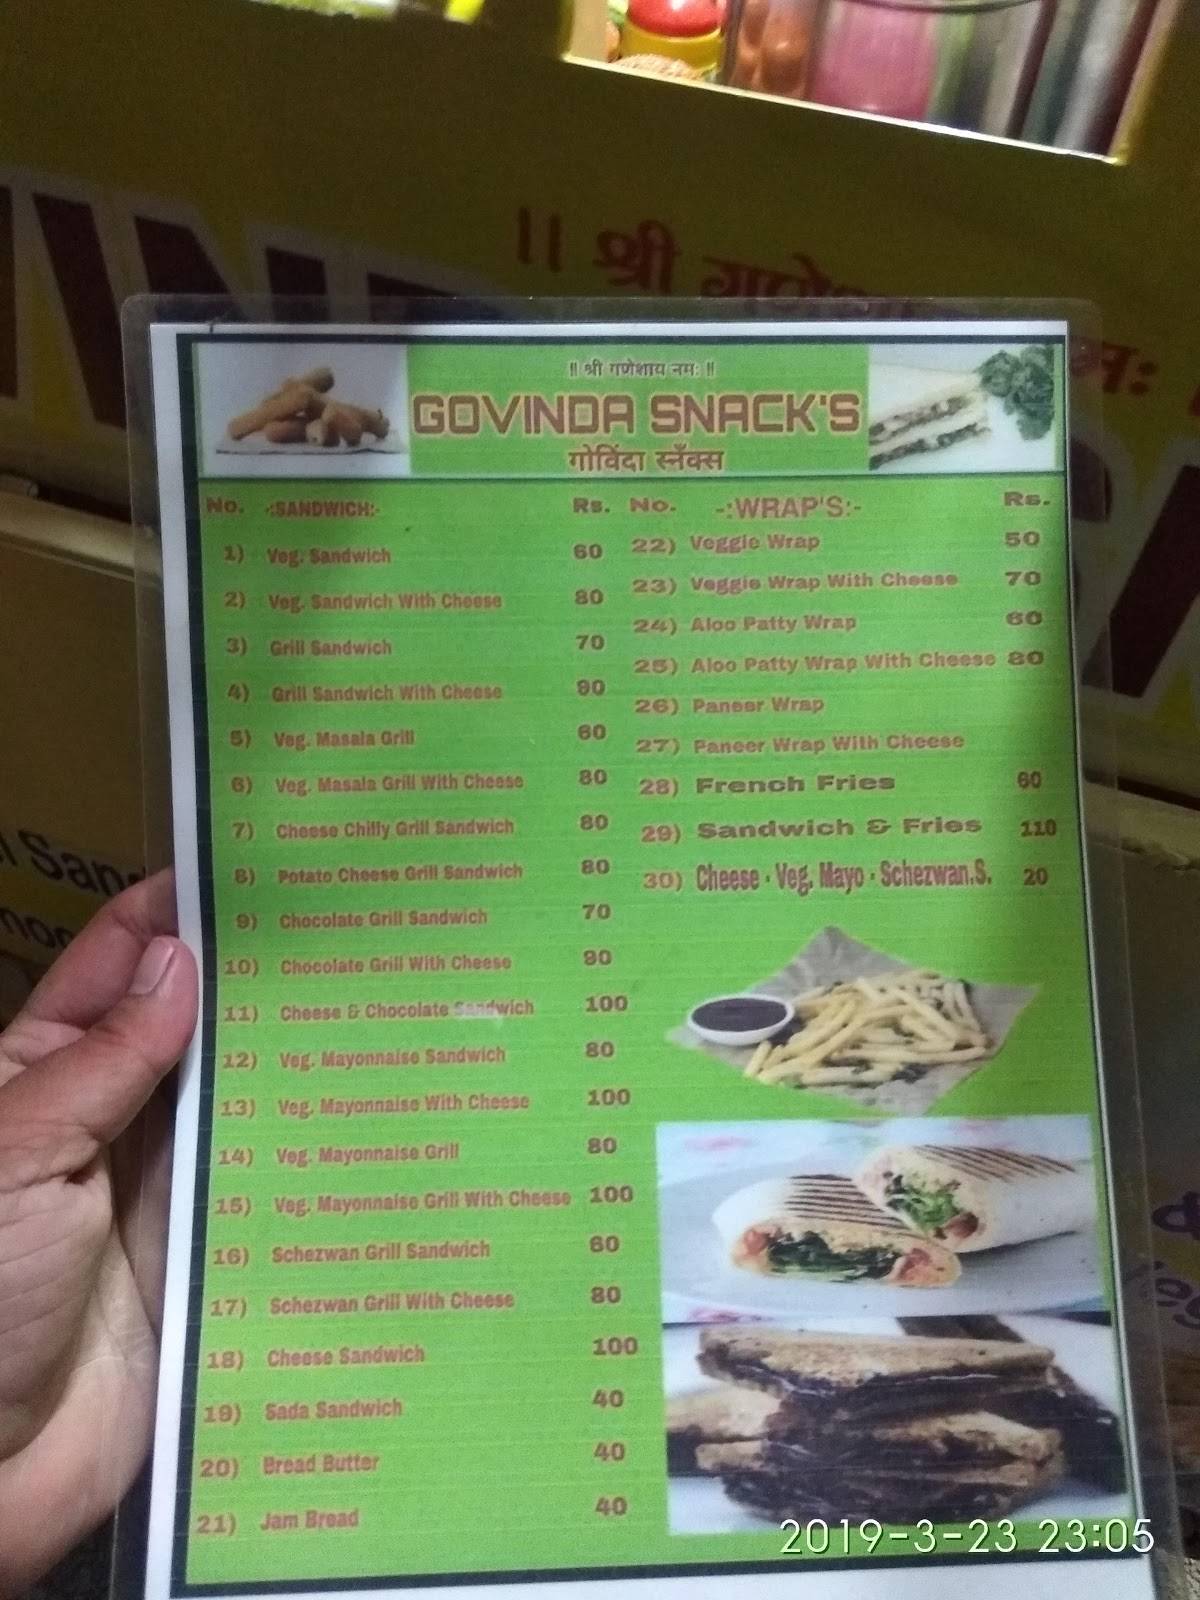 || श्री गणेशाय नमः
|| श्री गणेशाय नमः ||
GOVINDA SNACK'S
गोविंदा स्नॅक्स
No. -:SANDWICH:- Rs.
1) Veg. Sandwich 60
2) Veg. Sandwich With Cheese 80
3) Grill Sandwich 70
4) Grill Sandwich With Cheese 90
5) Veg. Masala Grill 60
6) Veg. Masala Grill With Cheese 80
7) Cheese Chilly Grill Sandwich 80
8) Potato Cheese Grill Sandwich 80
9) Chocolate Grill Sandwich 70
10) Chocolate Grill With Cheese 90
11) Cheese & Chocolate Sandwich 100
12) Veg. Mayonnaise Sandwich 80
13) Veg. Mayonnaise With Cheese 100
14) Veg. Mayonnaise Grill 80
15) Veg. Mayonnaise Grill With Cheese 100
16) Schezwan Grill Sandwich 60
17) Schezwan Grill With Cheese 80
18) Cheese Sandwich 100
19) Sada Sandwich 40
20) Bread Butter 40
21) Jam Bread 40
No. -:WRAP'S:- Rs.
22) Veggie Wrap 50
23) Veggie Wrap With Cheese 70
24) Aloo Patty Wrap 60
25) Aloo Patty Wrap With Cheese 80
26) Paneer Wrap
27) Paneer Wrap With Cheese
28) French Fries 60
29) Sandwich & Fries 110
30) Cheese - Veg. Mayo - Schezwan.S. 20
2019-3-23 23:05